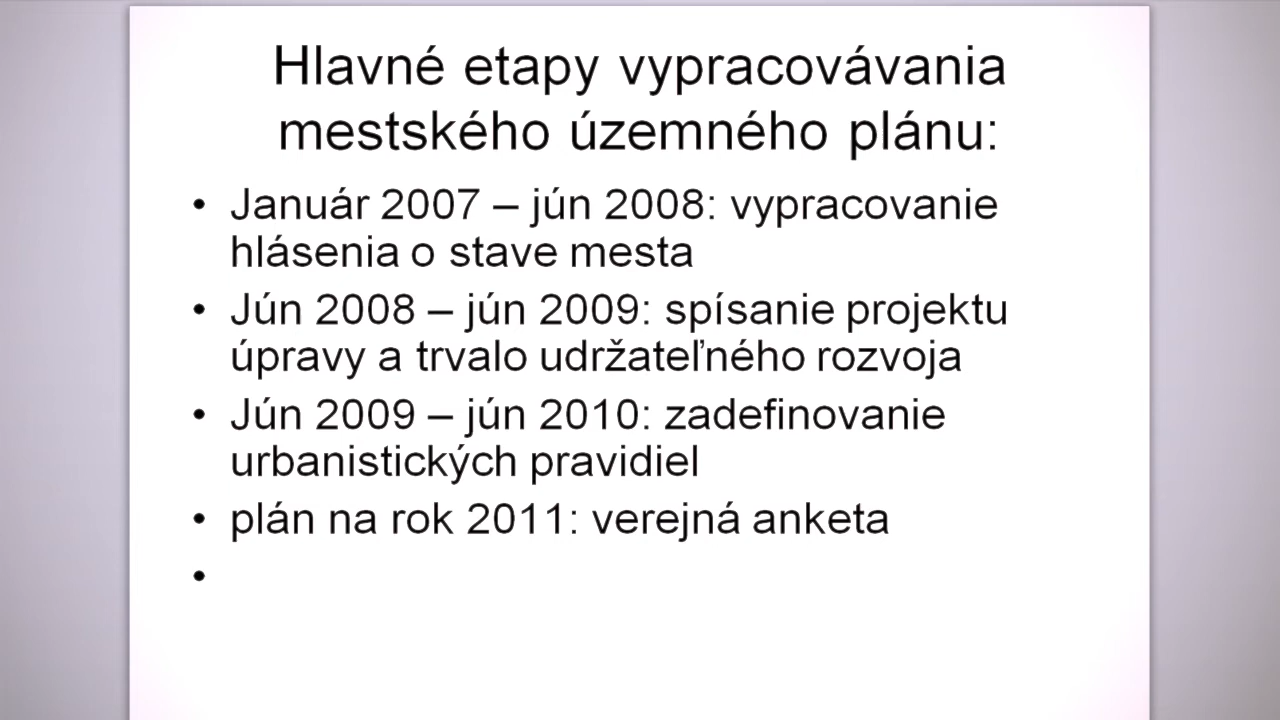 Hlavné etapy vypracovávania
mestského územného plánu:
• Január 2007 – jún 2008: vypracovanie
hlásenia o stave mesta
• Jún 2008 – jún 2009: spísanie projektu
úpravy a trvalo udržateľného rozvoja
• Jún 2009 – jún 2010: zadefinovanie
urbanistických pravidiel
• plán na rok 2011: verejná anketa
•